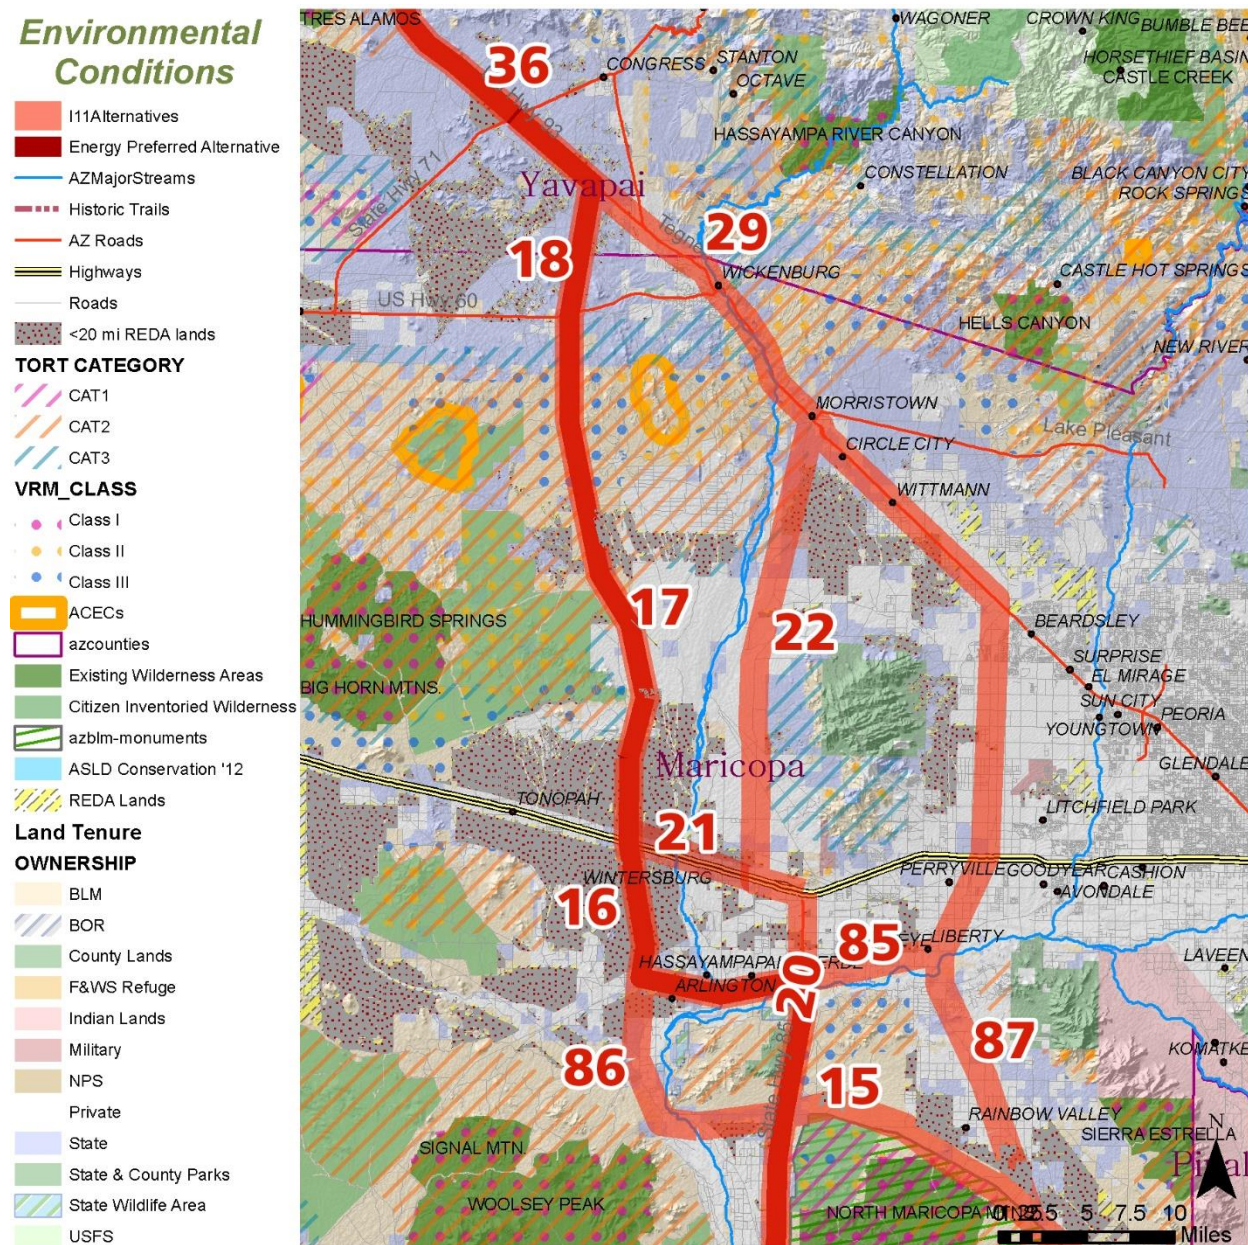 Environmental
Conditions
I11Alternatives
Energy Preferred Alternative
AZMajorStreams
Historic Trails
AZ Roads
Highways
Roads
<20 mi REDA lands
TORT CATEGORY
CAT1
CAT2
CAT3
VRM_CLASS
Class I
Class II
Class III
ACECs
azcounties
Existing Wilderness Areas
Citizen Inventoried Wilderness
azblm-monuments
ASLD Conservation '12
REDA Lands
Land Tenure
OWNERSHIP
BLM
BOR
County Lands
F&WS Refuge
Indian Lands
Military
NPS
Private
State
State & County Parks
State Wildlife Area
USFS
TRES ALAMOS
WAGONER
CROWN KING
BUMBLE BEE
36
CONGRESS
STANTON
OCTAVE
HORSETHIEF BASIN
CASTLE CREEK
Hwy 93
HASSAYAMPA RIVER CANYON
State Hwy 71
Yavapai
CONSTELLATION
BLACK CANYON CITY
ROCK SPRINGS
18
29
WICKENBURG
CASTLE HOT SPRINGS
US Hwy 60
HELLS CANYON
NEW RIVER
MORRISTOWN
Lake Pleasant
CIRCLE CITY
WITTMANN
17
HUMMINGBIRD SPRINGS
22
BEARDSLEY
SURPRISE
EL MIRAGE
BIG HORN MTNS.
SUN CITY
PEORIA
YOUNGTOWN
Maricopa
GLENDALE
TONOPAH
LITCHFIELD PARK
21
WINTERSBURG
PERRYVILLE
GOODYEAR
CASHION
AVONDALE
16
85
LIBERTY
HASSAYAMPA
ARLINGTON
20
LAVEEN
86
87
KOMATKE
15
RAINBOW VALLEY
SIGNAL MTN.
SIERRA ESTRELLA
N
WOOLSEY PEAK
NORTH MARICOPA MTNS.
5
7.5
10
Miles